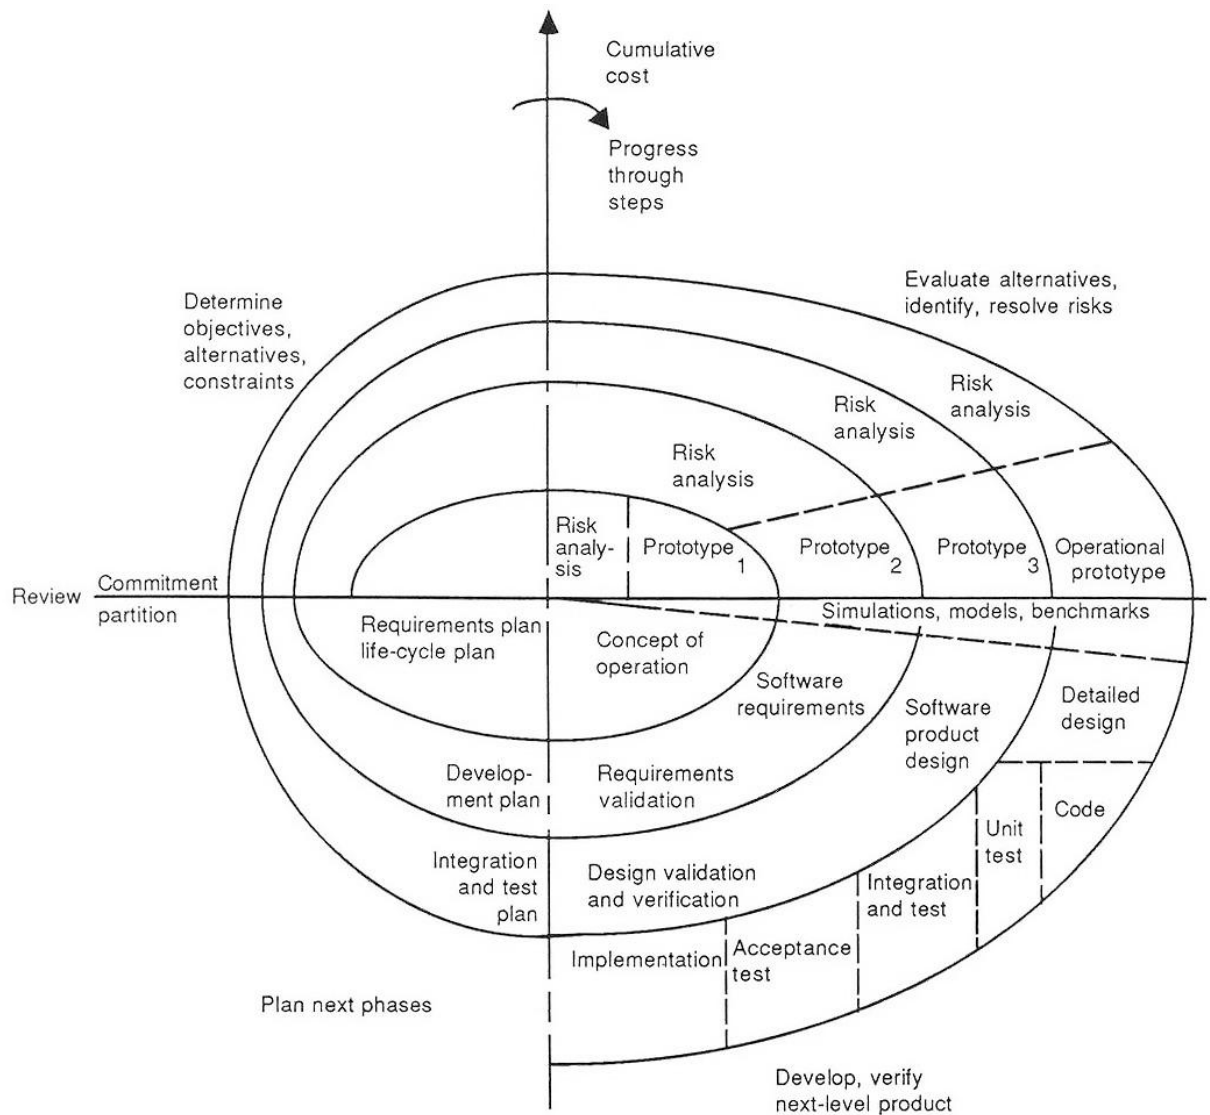 Cumulative
cost
Progress
through
steps
Determine
objectives,
alternatives,
constraints
Evaluate alternatives,
identify, resolve risks
Risk
analysis
Risk
analysis
Risk
analysis
Risk
analy-
sis
Prototype 1
Prototype 2
Prototype 3
Operational
prototype
Review
Commitment
partition
Simulations, models, benchmarks
Requirements plan
life-cycle plan
Concept of
operation
Software
requirements
Software
product
design
Detailed
design
Develop-
ment plan
Requirements
validation
Code
Unit
test
Integration
and test
plan
Design validation
and verification
Integration
and test
Acceptance
test
Implementation
Plan next phases
Develop, verify
next-level product